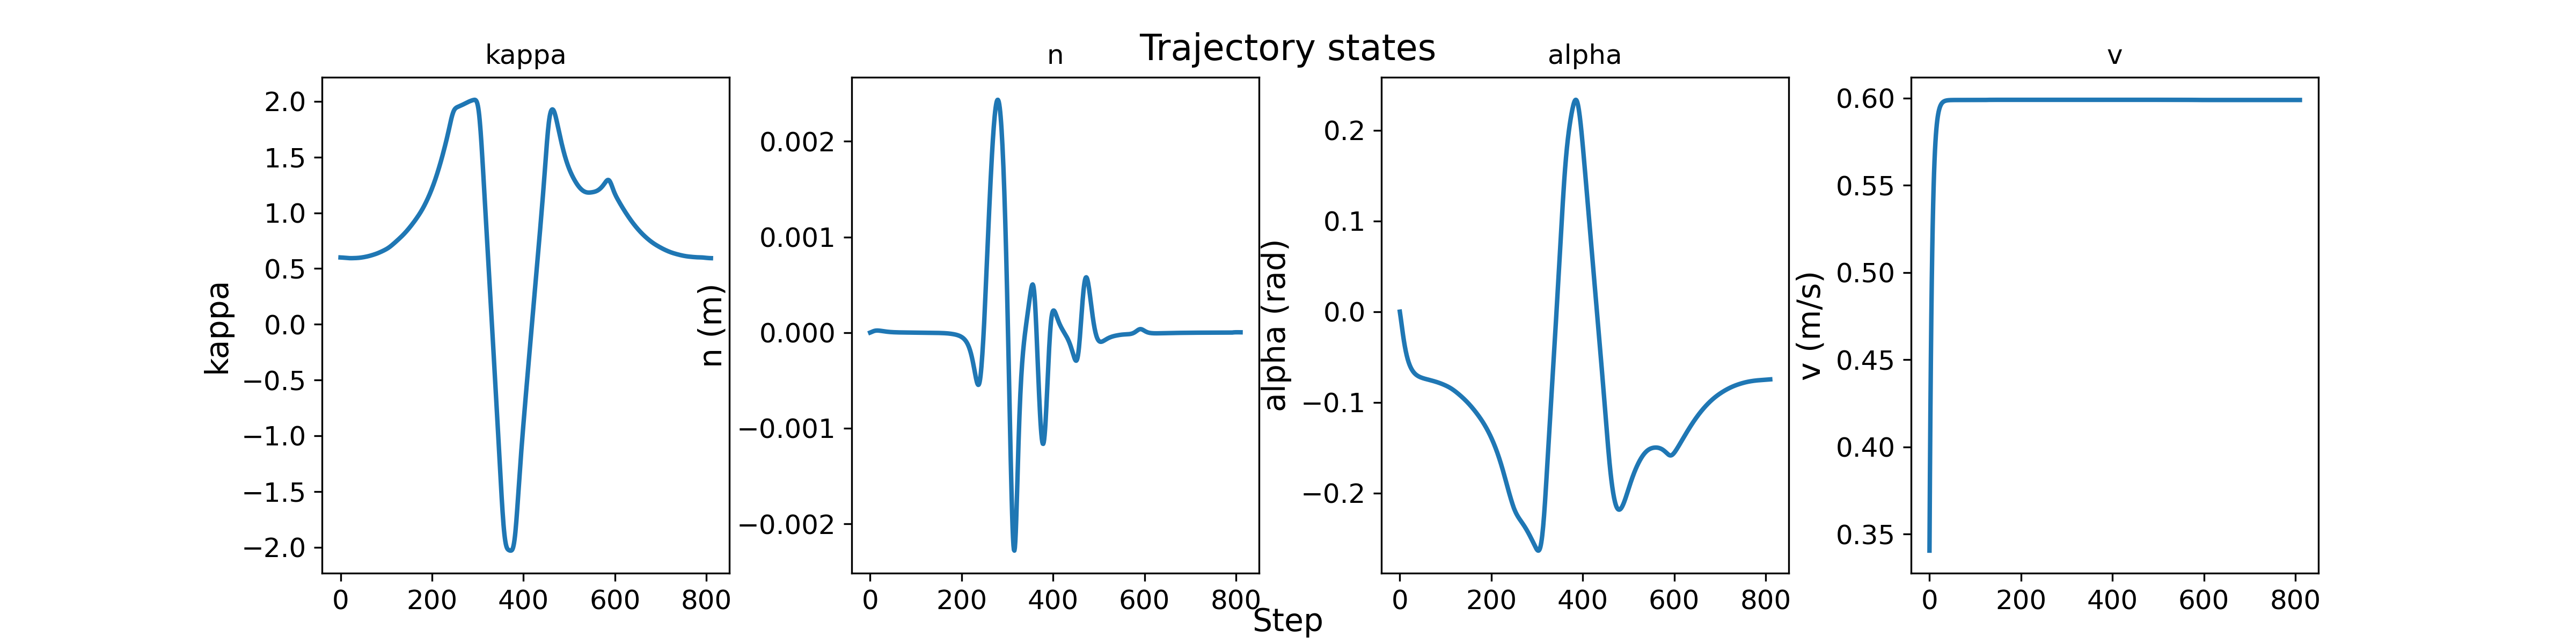 Trajectory states
kappa
kappa
2.0
1.5
1.0
0.5
0.0
−0.5
−1.0
−1.5
−2.0
0 200 400 600 800
n
n (m)
0.002
0.001
0.000
−0.001
−0.002
0 200 400 600 800
alpha
alpha (rad)
0.2
0.1
0.0
−0.1
−0.2
0 200 400 600 800
v
v (m/s)
0.60
0.55
0.50
0.45
0.40
0.35
0 200 400 600 800
Step